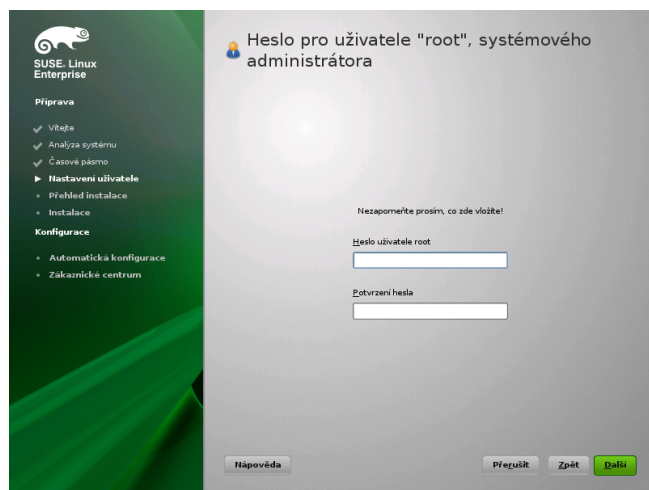 SUSE. Linux
Enterprise
Příprava
Vítejte
Analýza systému
Časové pásmo
Nastavení uživatele
Přehled instalace
Instalace
Konfigurace
Automatická konfigurace
Zákaznické centrum
Heslo pro uživatele "root", systémového
administrátora
Nezapomeňte prosím, co zde vložíte!
Heslo uživatele root
Potvrzení hesla
Nápověda
Přerušit
Zpět
Další